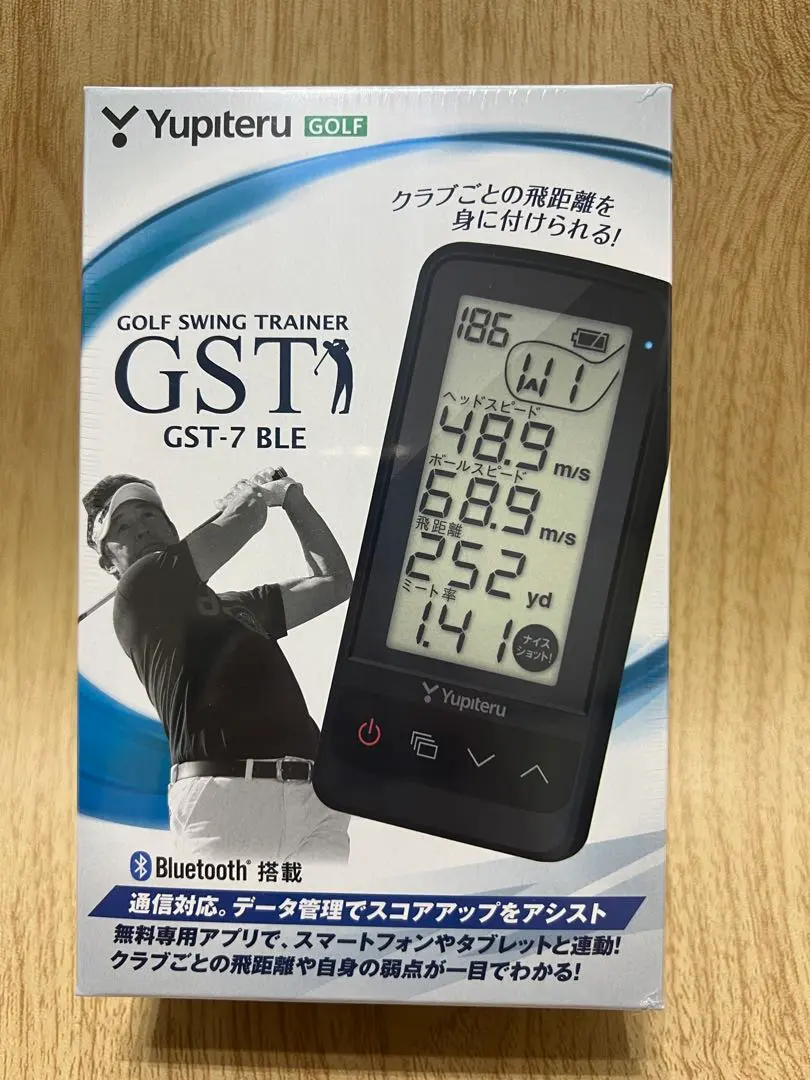 Yupiteru GOLF
クラブごとの飛距離を
身に付けられる!
GOLF SWING TRAINER
GST
GST-7 BLE
186
W1
ヘッドスピード
48.9 m/s
ボールスピード
68.9 m/s
飛距離
252 yd
ミート率
1.41
ナイス
ショット!
Yupiteru
Bluetooth® 搭載
通信対応。データ管理でスコアアップをアシスト
無料専用アプリで、スマートフォンやタブレットと連動!
クラブごとの飛距離や自身の弱点が一目でわかる!